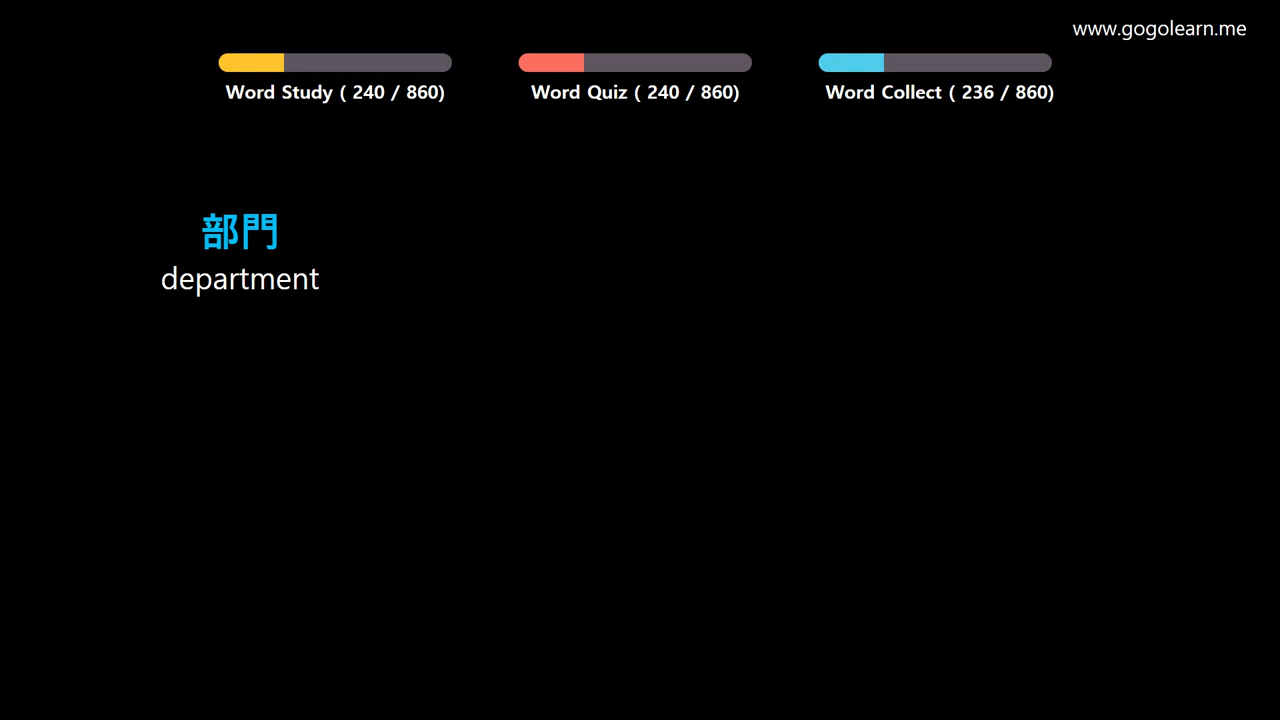 www.gogolearn.me
Word Study ( 240 / 860)
Word Quiz ( 240 / 860)
Word Collect ( 236 / 860)
部門
department